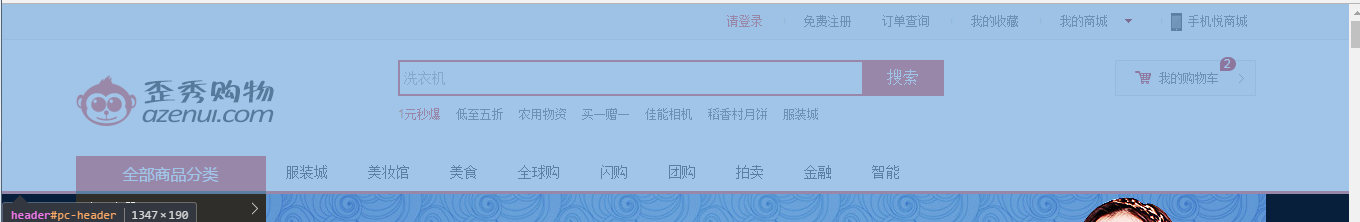 请登录 免费注册 订单查询 我的收藏 我的商城 手机悦商城
歪秀购物
azenui.com
洗衣机 搜索
2
我的购物车
1元秒爆 低至五折 农用物资 买一赠一 佳能相机 稻香村月饼 服装城
全部商品分类 服装城 美妆馆 美食 全球购 闪购 团购 拍卖 金融 智能
header#pc-header 1347×190